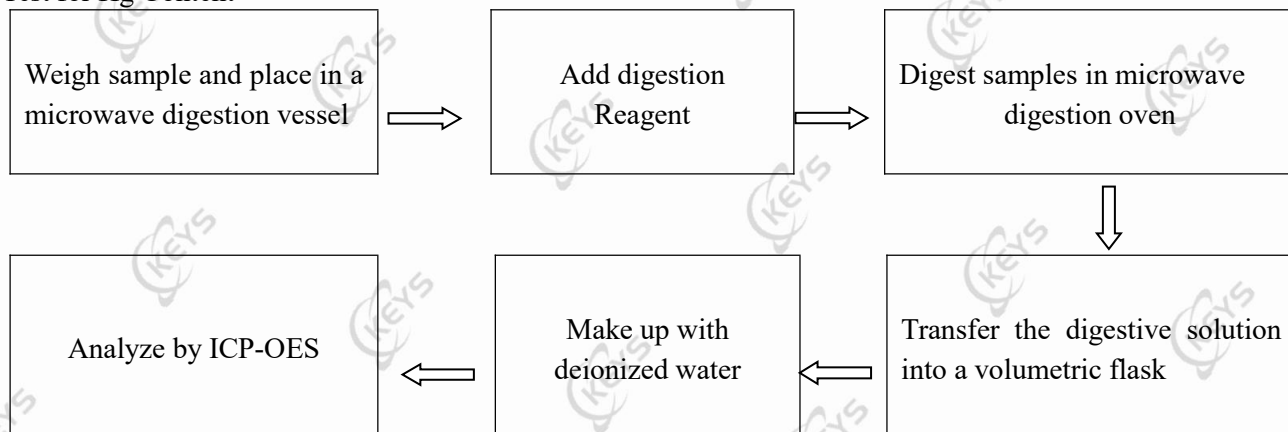 Weigh sample and place in a
microwave digestion vessel
Add digestion
Reagent
Digest samples in microwave
digestion oven
Transfer the digestive solution
into a volumetric flask
Make up with
deionized water
Analyze by ICP-OES
KEYS